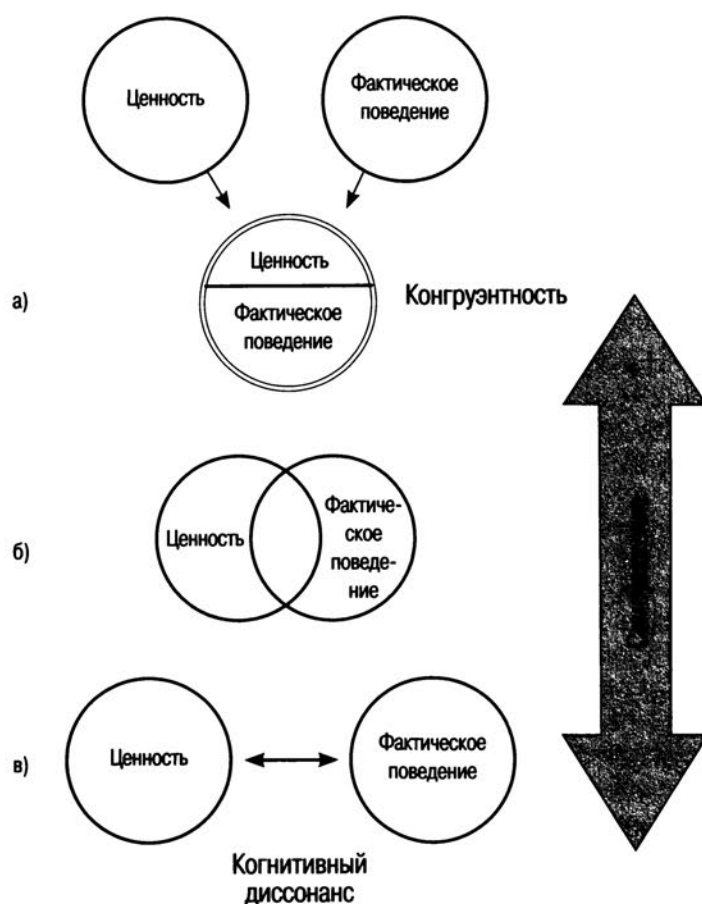 Ценность
Фактическое
поведение
Ценность
Фактическое
поведение
а)
Конгруэнтность
б)
Ценность
Фактиче-
ское
поведе-
ние
в)
Ценность
Фактическое
поведение
Когнитивный
диссонанс